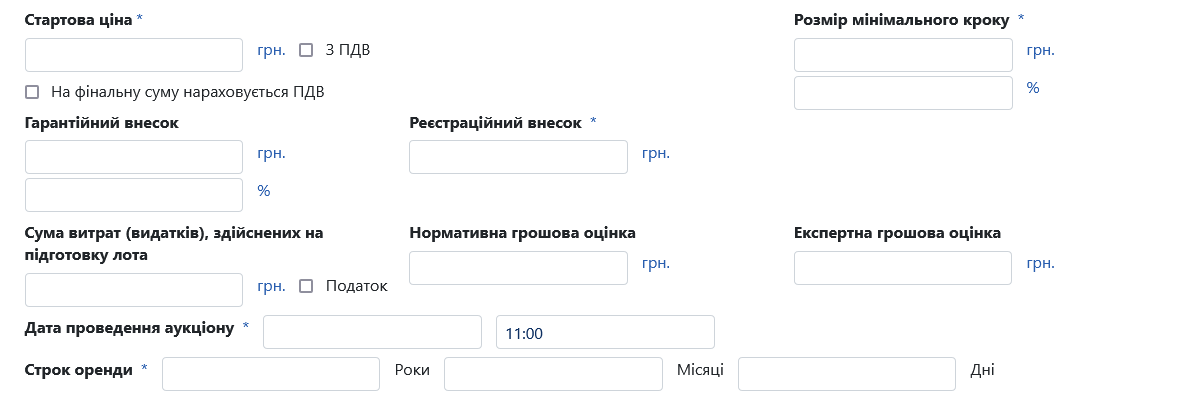 Стартова ціна * Розмір мінімального кроку *
грн. З ПДВ грн.
%
На фінальну суму нараховується ПДВ
Гарантійний внесок Реєстраційний внесок *
грн. грн.
%
Сума витрат (видатків), здійснених на Нормативна грошова оцінка Експертна грошова оцінка
підготовку лота
грн. грн.
грн. Податок
Дата проведення аукціону * 11:00
Строк оренди * Роки Місяці Дні